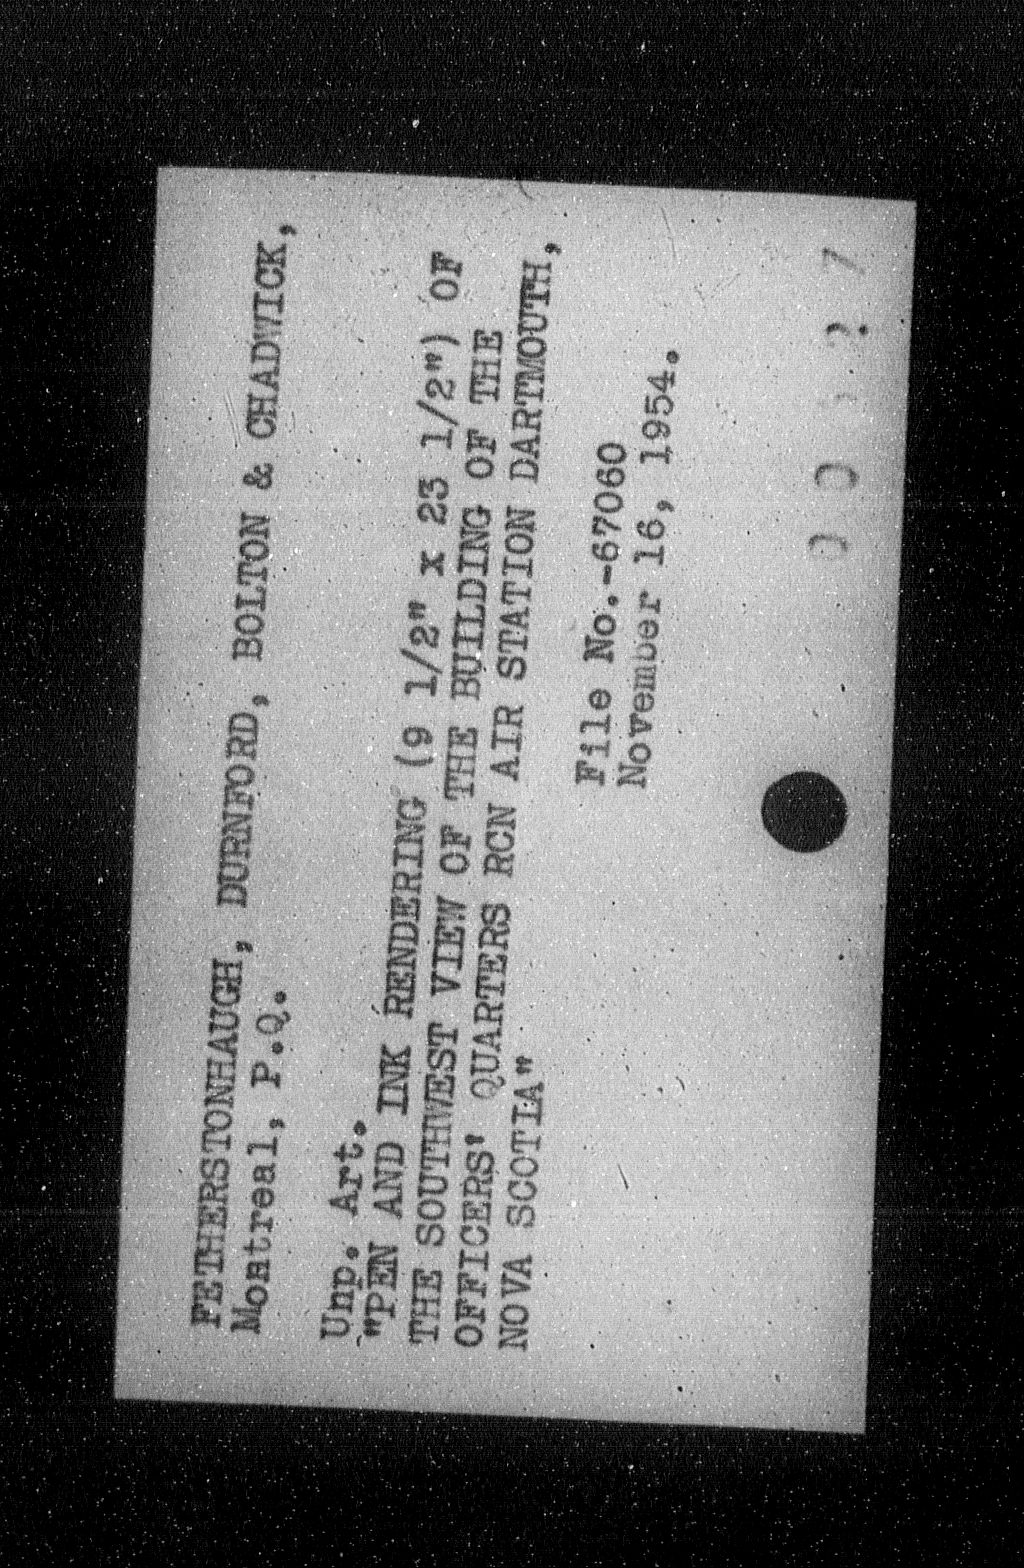 FETHERSTONHAUGH, DURNFORD, BOLTON & CHADWICK,
Montreal, P.Q.
Unp. Art.
"PEN AND INK RENDERING (9 1/2" x 23 1/2") OF
THE SOUTHWEST VIEW OF THE BUILDING OF THE
OFFICERS' QUARTERS RCN AIR STATION DARTMOUTH,
NOVA SCOTIA"
File No.-67060
November 16, 1954.